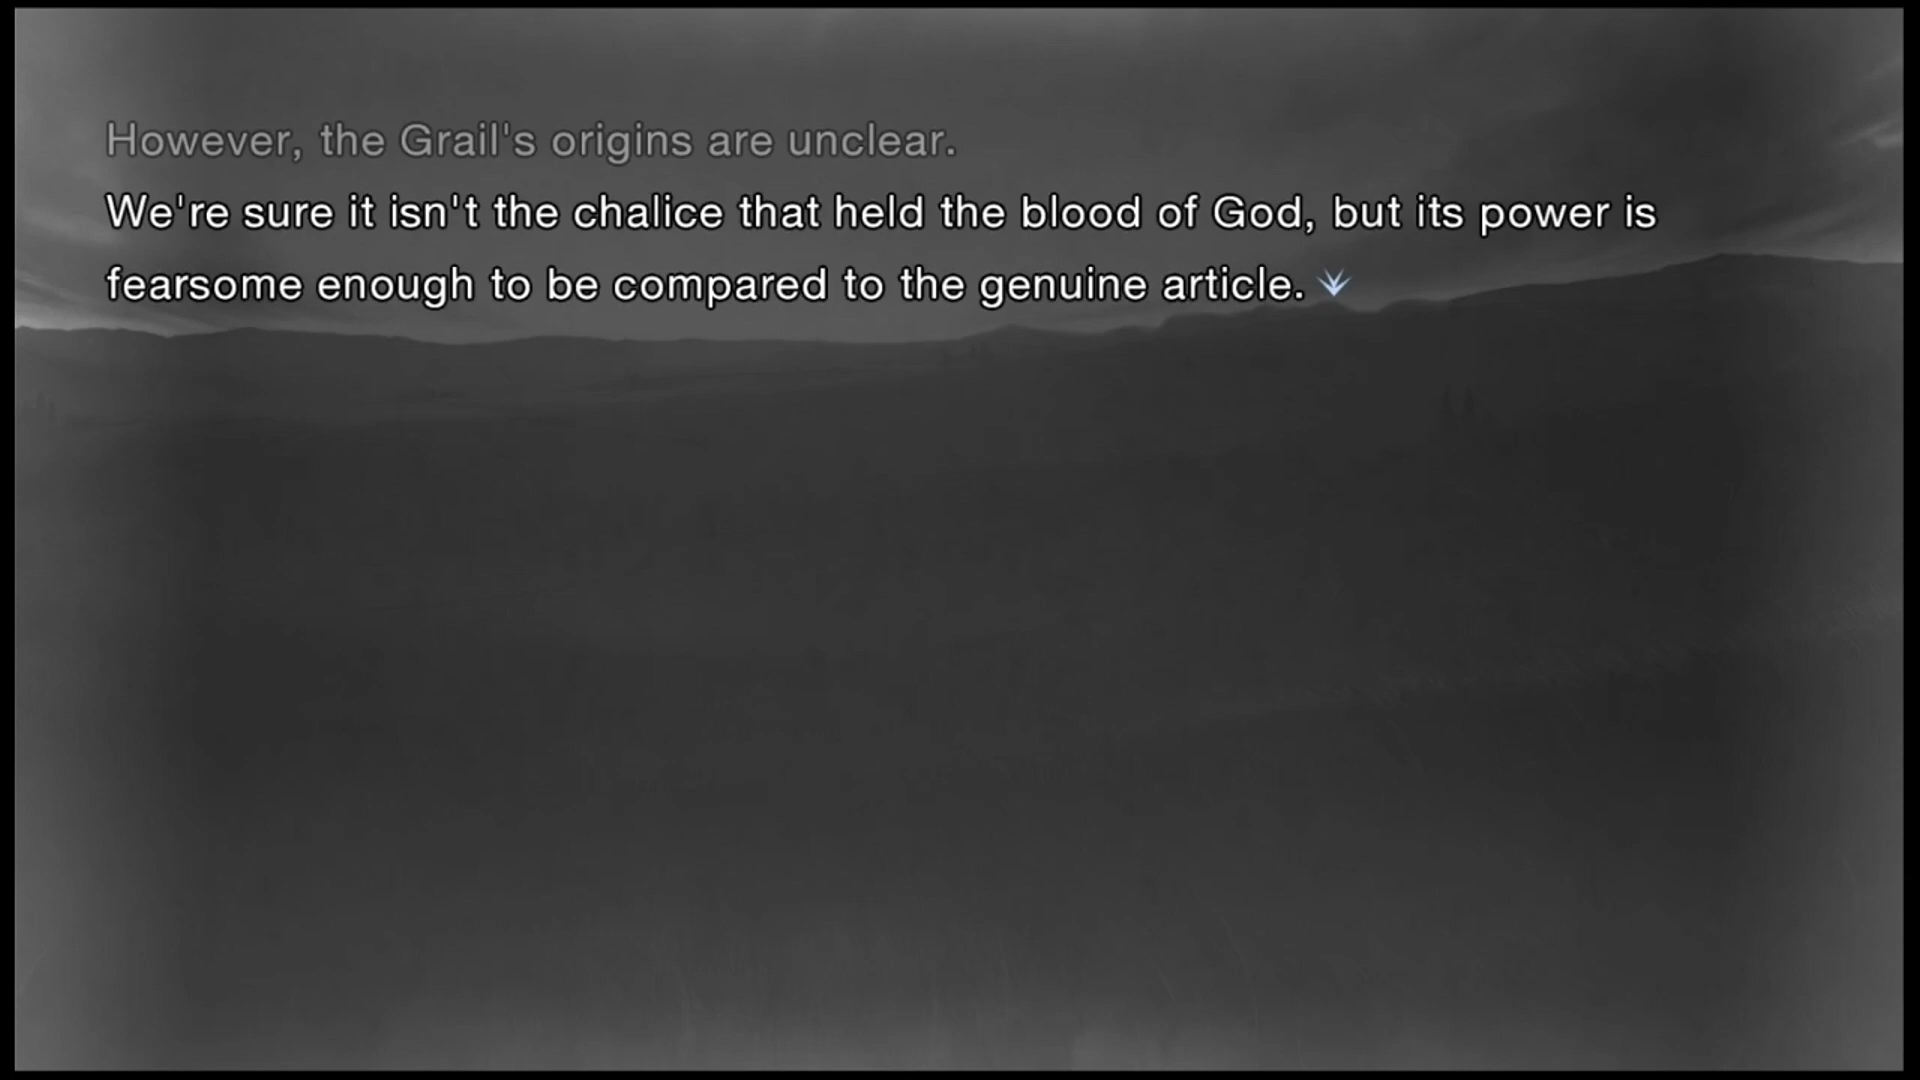 However, the Grail's origins are unclear.
We're sure it isn't the chalice that held the blood of God, but its power is
fearsome enough to be compared to the genuine article.